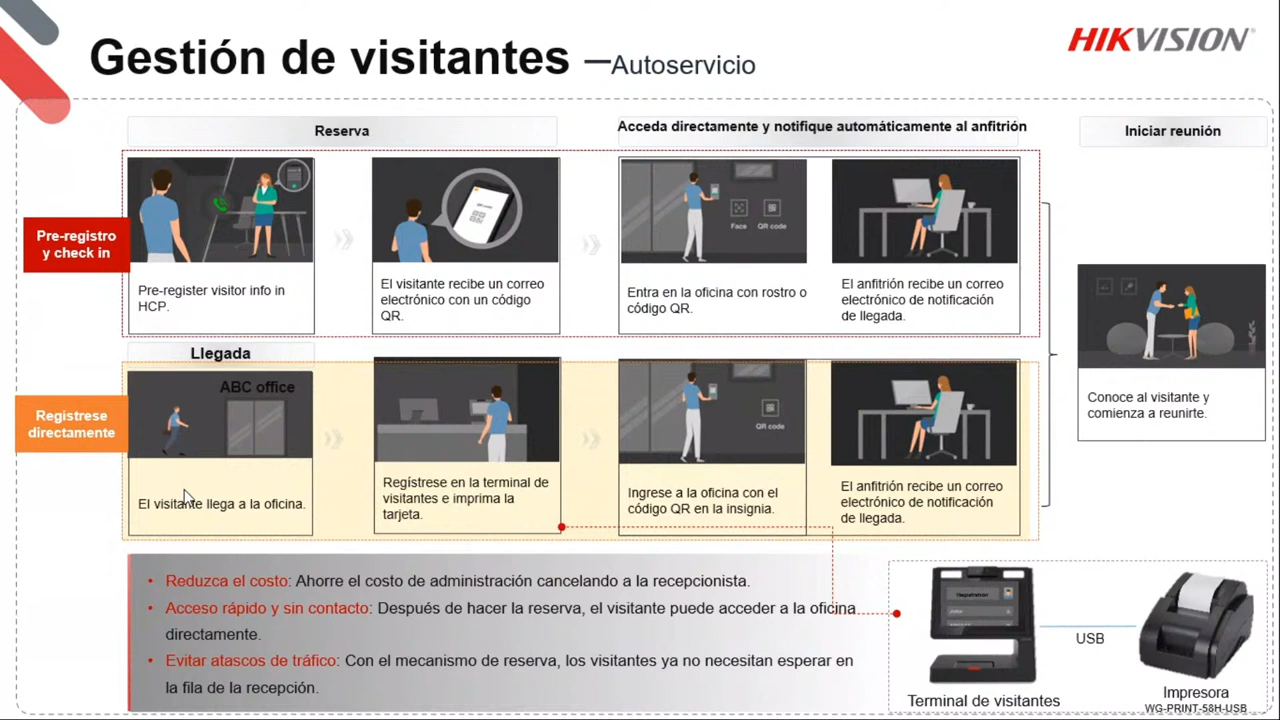 Gestión de visitantes —Autoservicio
HIKVISION
Reserva
Acceda directamente y notifique automáticamente al anfitrión
Iniciar reunión
Pre-registro
y check in
Face
QR code
Pre-register visitor info in
HCP.
El visitante recibe un correo
electrónico con un código
QR.
Entra en la oficina con rostro o
código QR.
El anfitrión recibe un correo
electrónico de notificación
de llegada.
Conoce al visitante y
comienza a reunirte.
Llegada
ABC office
Regístrese
directamente
QR code
El visitante llega a la oficina.
Regístrese en la terminal de
visitantes e imprima la
tarjeta.
Ingrese a la oficina con el
código QR en la insignia.
El anfitrión recibe un correo
electrónico de notificación
de llegada.
• Reduzca el costo: Ahorre el costo de administración cancelando a la recepcionista.
• Acceso rápido y sin contacto: Después de hacer la reserva, el visitante puede acceder a la oficina
directamente.
• Evitar atascos de tráfico: Con el mecanismo de reserva, los visitantes ya no necesitan esperar en
la fila de la recepción.
Registration
USB
Terminal de visitantes
Impresora
WG-PRINT-58H-USB